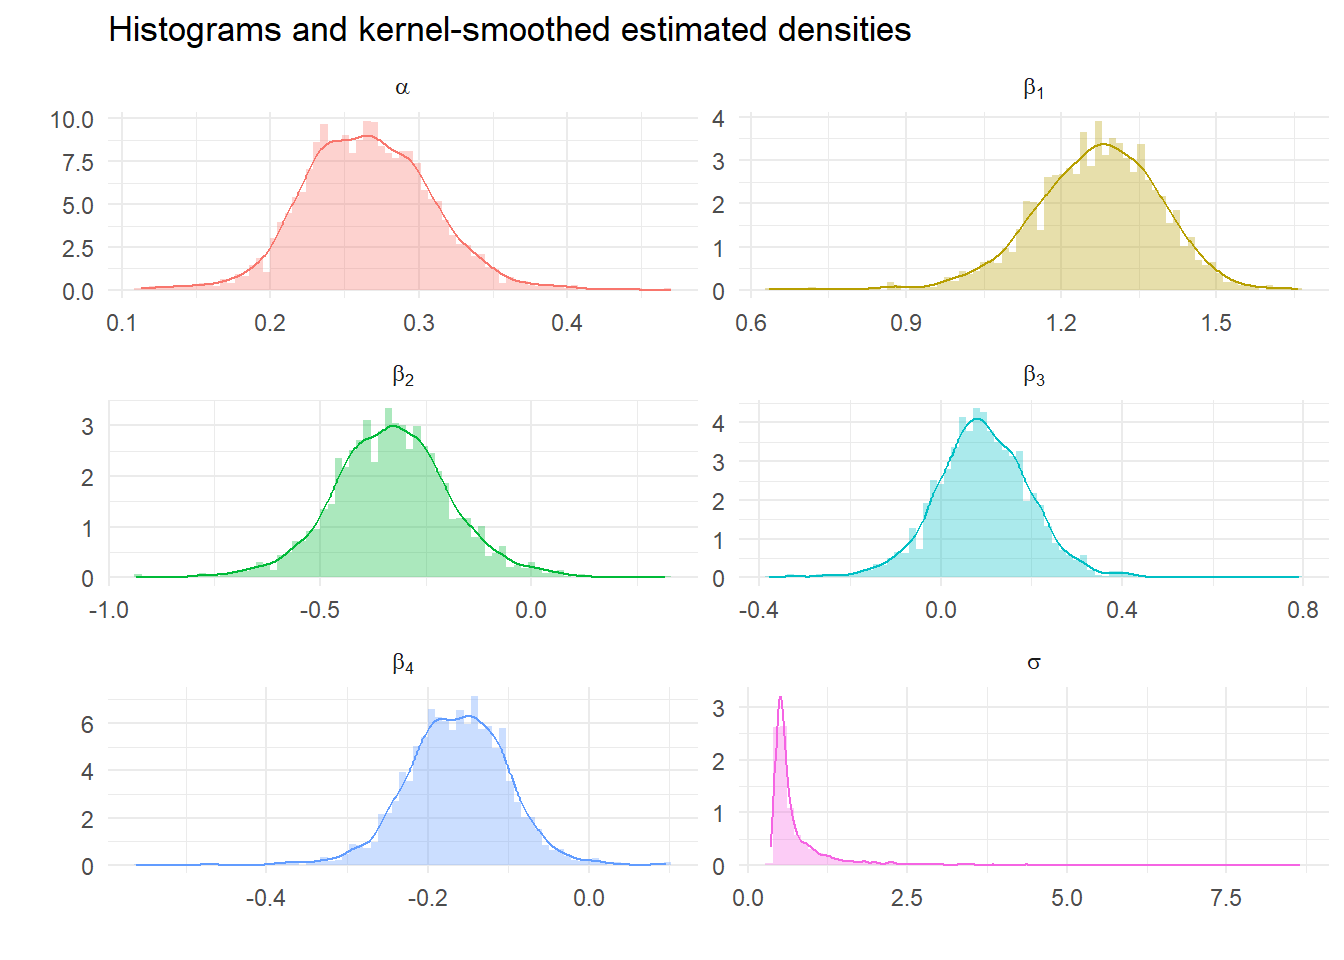 Histograms and kernel-smoothed estimated densities
α
β₁
10.0
7.5
5.0
2.5
0.0
0.1 0.2 0.3 0.4
4
3
2
1
0
0.6 0.9 1.2 1.5
β₂
β₃
3
2
1
0
-1.0 -0.5 0.0
4
3
2
1
0
-0.4 0.0 0.4 0.8
β₄
σ
6
4
2
0
-0.4 -0.2 0.0
3
2
1
0
0.0 2.5 5.0 7.5